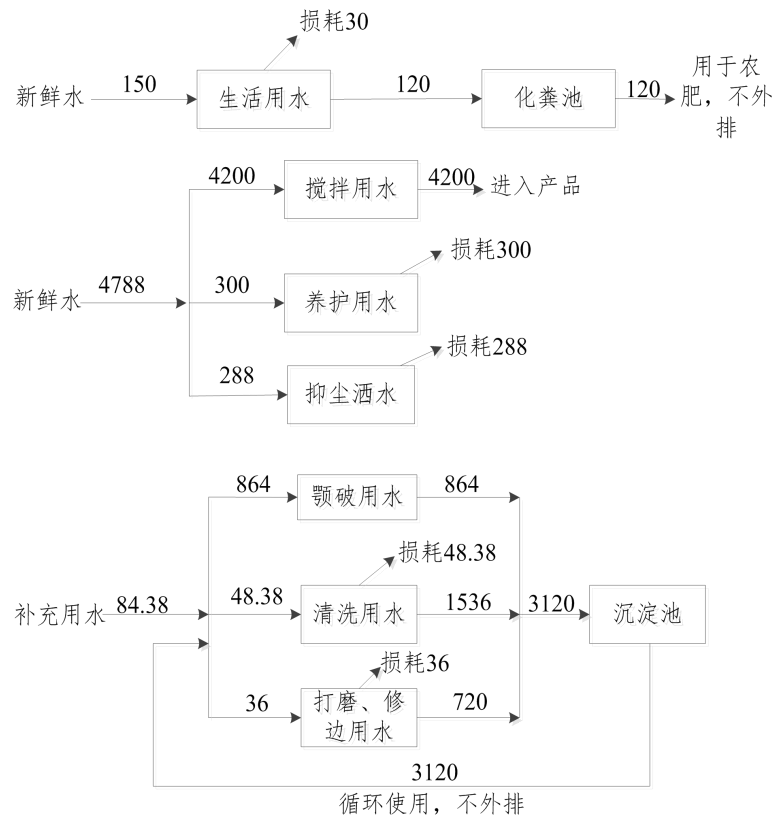 损耗30
新鲜水
150
生活用水
120
化粪池
120
用于农
肥，不外
排
4200
搅拌用水
4200
进入产品
新鲜水
4788
300
养护用水
损耗300
288
抑尘洒水
损耗288
864
颚破用水
864
补充用水
84.38
48.38
清洗用水
损耗48.38
1536
3120
沉淀池
36
打磨、修
边用水
损耗36
720
3120
循环使用，不外排